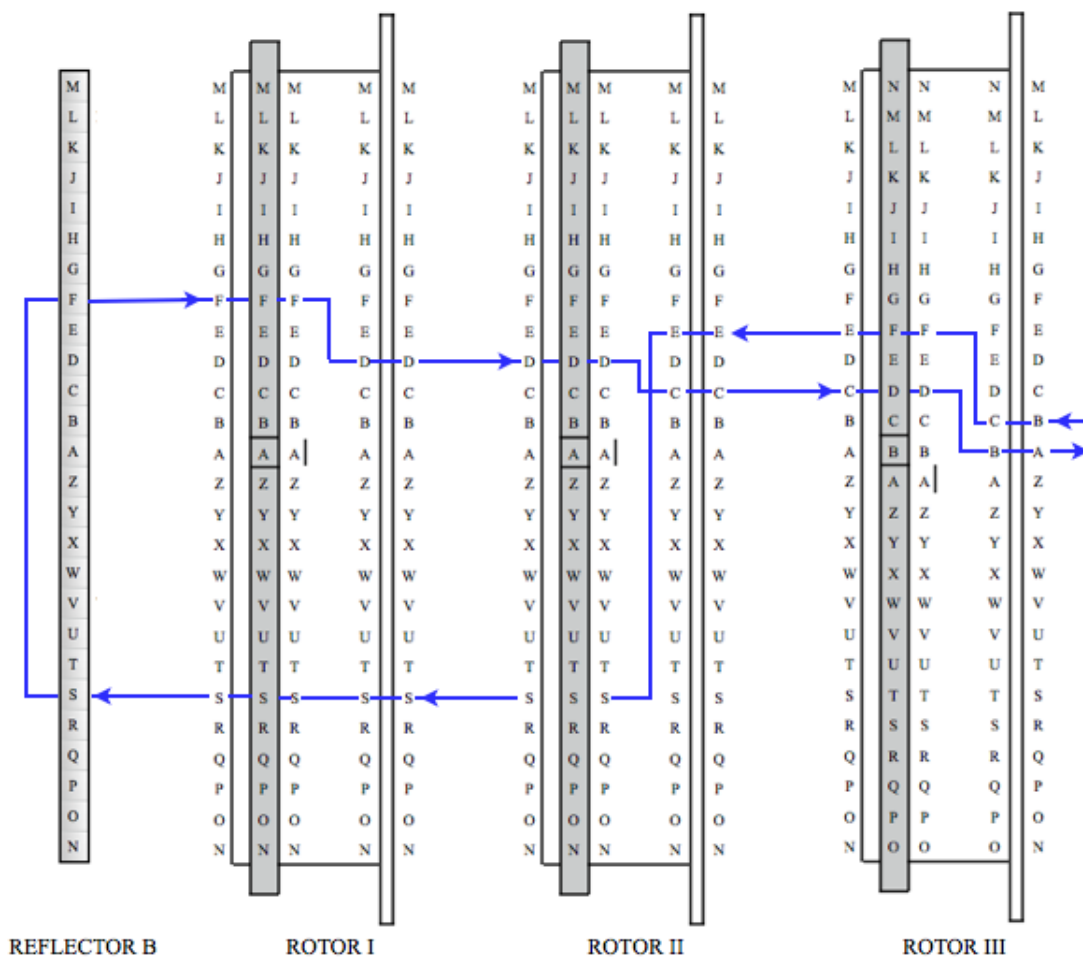 M M M M M M M M M M M M N N N M
L L L L L L L L L L L L M M M L
K K K K K K K K K K K K L L L K
J J J J J J J J J J J J K K K J
I I I I I I I I I I I I J J J I
H H H H H H H H H H H H I I I H
G G G G G G G G G G G G H H H G
F F F F F F F F F F F F G G G F
E E E E E E E E E E E E F F F E
D D D D D D D D D D D D E E E D
C C C C C C C C C C C C D D D C
B B B B B B B B B B B B C C C B
A A A A A A A A A A A A B B B A
Z Z Z Z Z Z Z Z Z Z Z Z A A A Z
Y Y Y Y Y Y Y Y Y Y Y Y Z Z Z Y
X X X X X X X X X X X X Y Y Y X
W W W W W W W W W W W W X X X W
V V V V V V V V V V V V W W W V
U U U U U U U U U U U U V V V U
T T T T T T T T T T T T U U U T
S S S S S S S S S S S S T T T S
R R R R R R R R R R R R S S S R
Q Q Q Q Q Q Q Q Q Q Q Q R R R Q
P P P P P P P P P P P P Q Q Q P
O O O O O O O O O O O O P P P O
N N N N N N N N N N N N O O O N
REFLECTOR B ROTOR I ROTOR II ROTOR III